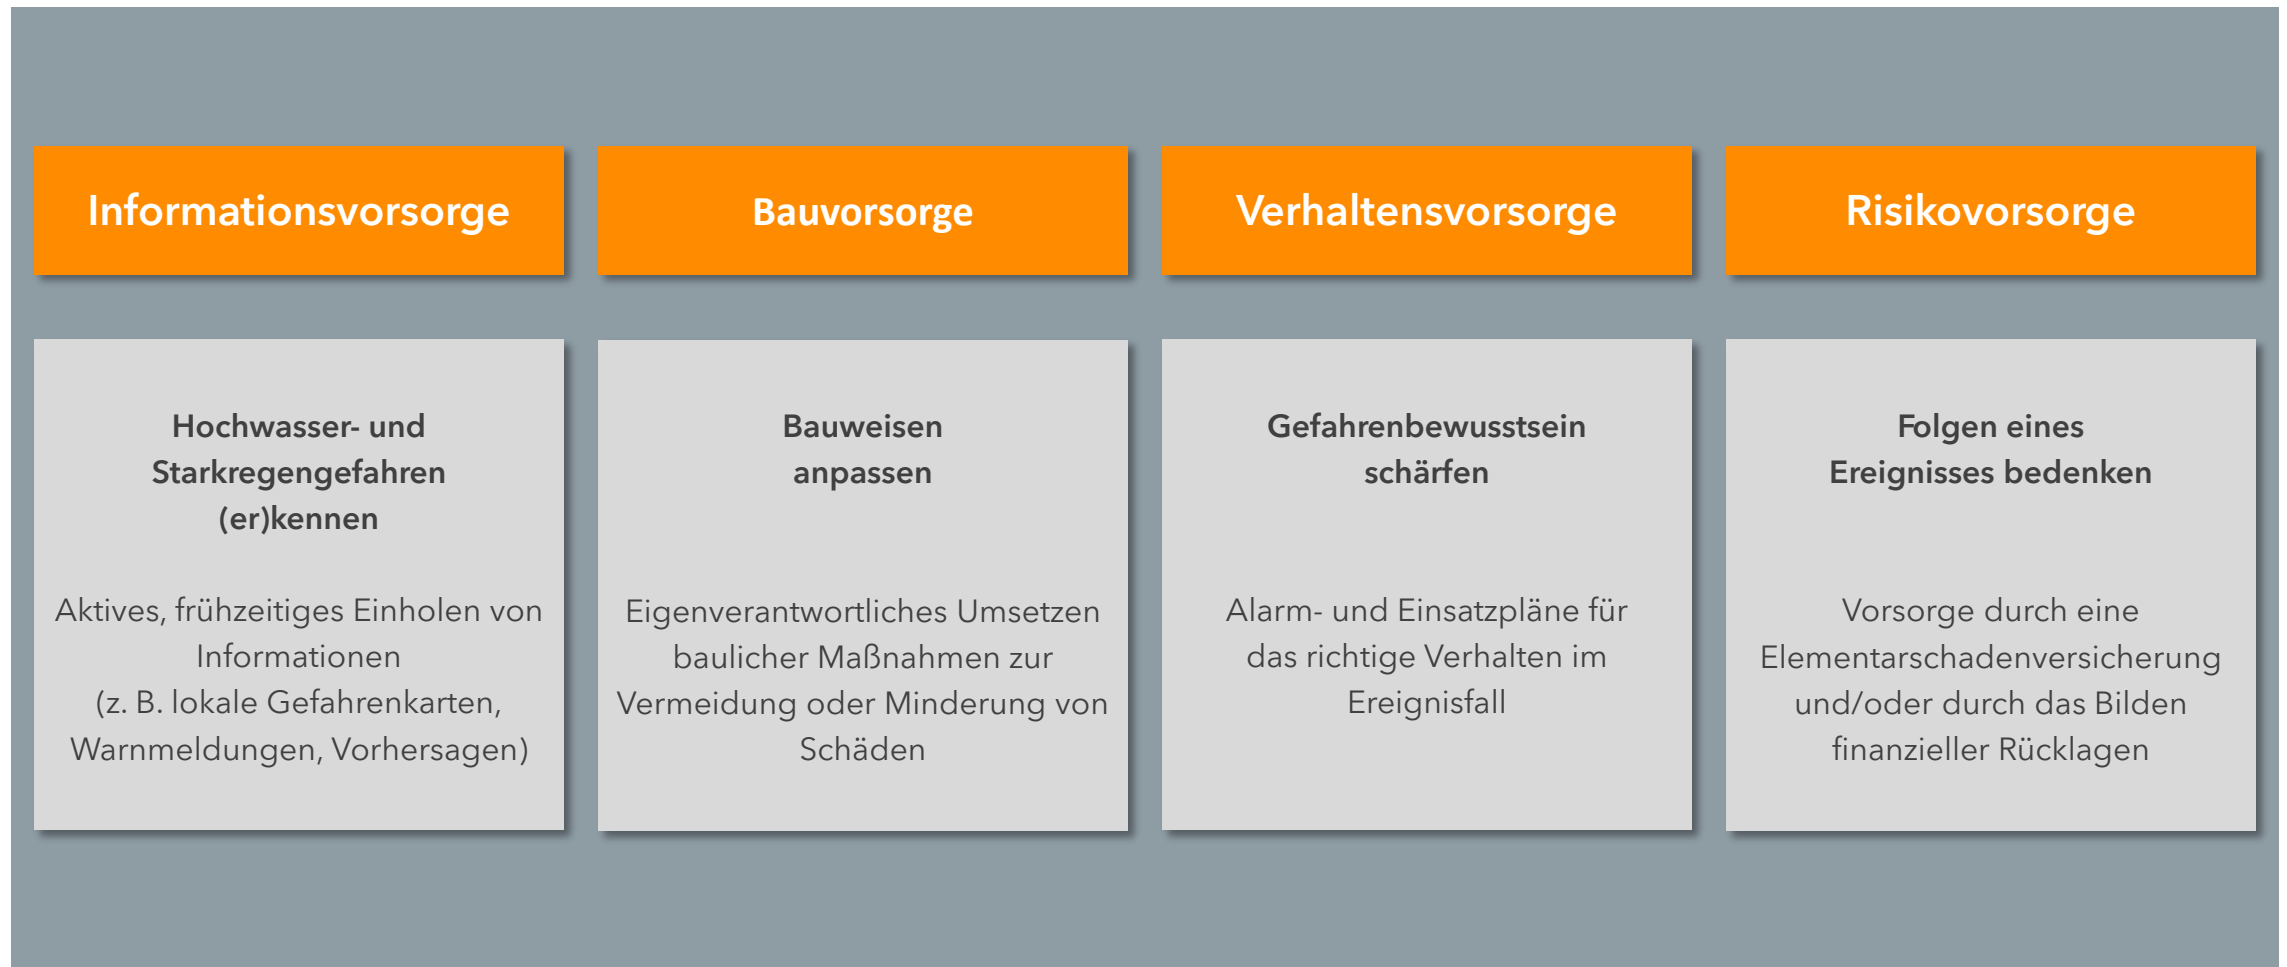 Informationsvorsorge
Hochwasser- und
Starkregengefahren
(er)kennen
Aktives, frühzeitiges Einholen von
Informationen
(z. B. lokale Gefahrenkarten,
Warnmeldungen, Vorhersagen)
Bauvorsorge
Bauweisen
anpassen
Eigenverantwortliches Umsetzen
baulicher Maßnahmen zur
Vermeidung oder Minderung von
Schäden
Verhaltensvorsorge
Gefahrenbewusstsein
schärfen
Alarm- und Einsatzpläne für
das richtige Verhalten im
Ereignisfall
Risikovorsorge
Folgen eines
Ereignisses bedenken
Vorsorge durch eine
Elementarschadenversicherung
und/oder durch das Bilden
finanzieller Rücklagen